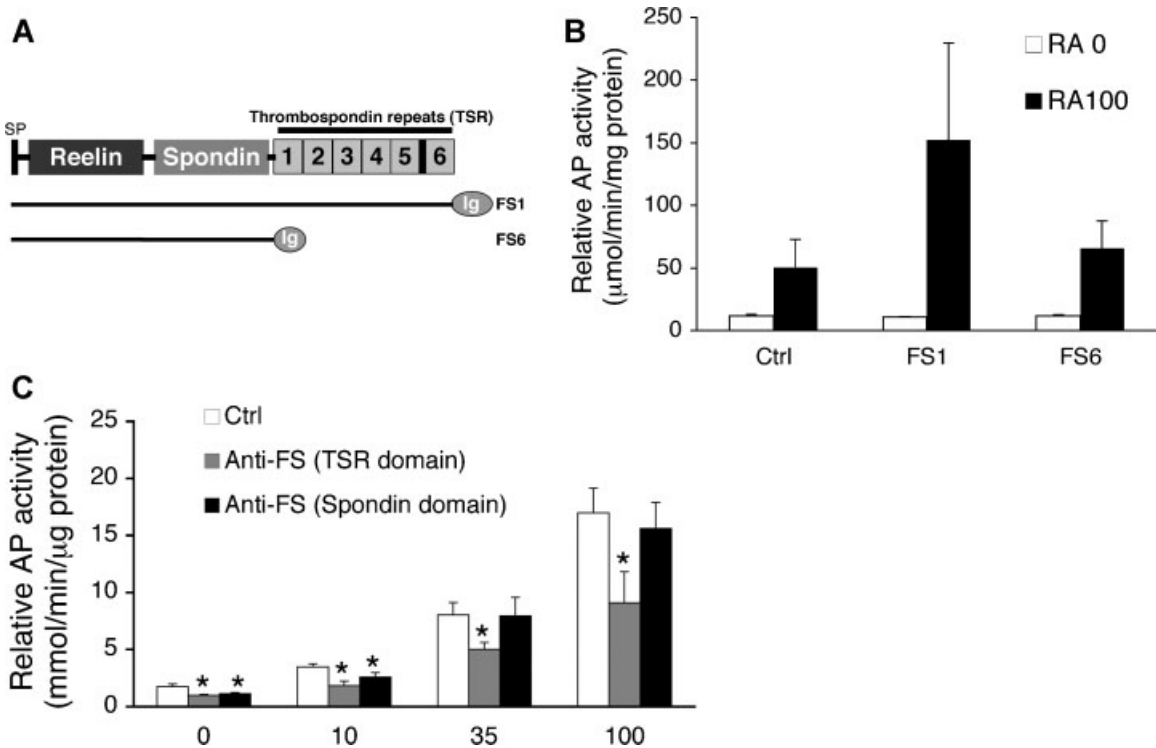 A
Thrombospondin repeats (TSR)
SP
Reelin Spondin 1 2 3 4 5 6
Ig FS1
Ig FS6
B
Relative AP activity
(μmol/min/mg protein)
250
200
150
100
50
0
RA 0
RA100
Ctrl FS1 FS6
C
Relative AP activity
(mmol/min/μg protein)
25
20
15
10
5
0
Ctrl
Anti-FS (TSR domain)
Anti-FS (Spondin domain)
* * * * * *
0 10 35 100